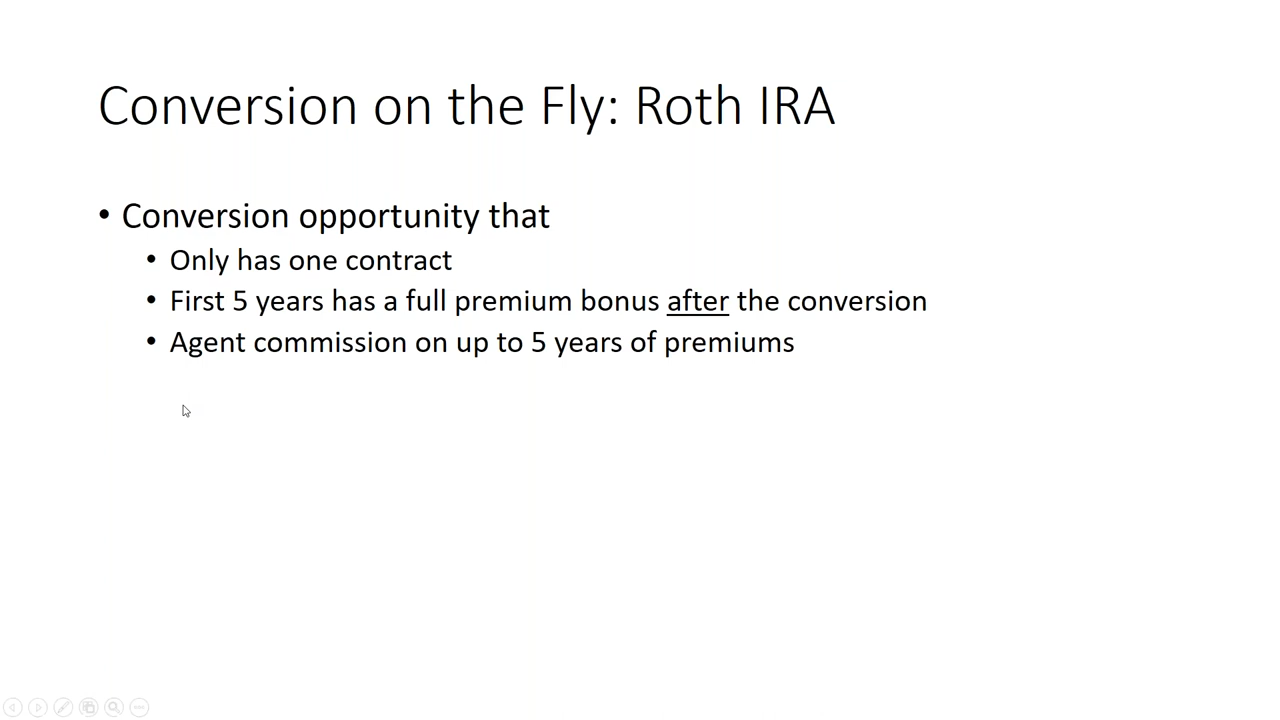 Conversion on the Fly: Roth IRA
• Conversion opportunity that
• Only has one contract
• First 5 years has a full premium bonus after the conversion
• Agent commission on up to 5 years of premiums